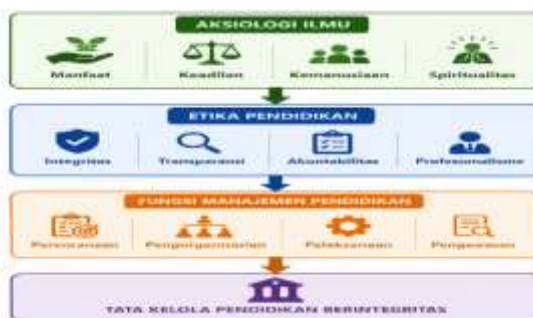 AKSIOLOGI ILMU
Manfaat Keadilan Kemanusiaan Spiritualitas
ETIKA PENDIDIKAN
Integritas Transparansi Akuntabilitas Profesionalisme
FUNGSI MANAJEMEN PENDIDIKAN
Perencanaan Pengorganisasian Pelaksanaan Pengawasan
TATA KELOLA PENDIDIKAN BERINTEGRITAS